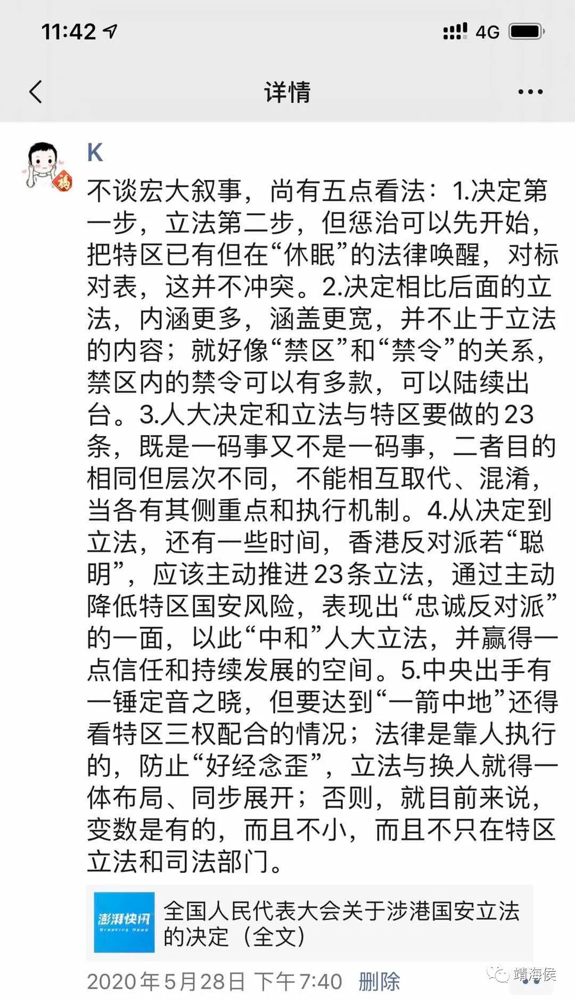 11:42
4G
详情
K
不谈宏大叙事，尚有五点看法：1.决定第
一步，立法第二步，但惩治可以先开始，
把特区已有但在“休眠”的法律唤醒，对标
对表，这并不冲突。2.决定相比后面的立
法，内涵更多，涵盖更宽，并不止于立法
的内容；就好像“禁区”和“禁令”的关系，
禁区内的禁令可以有多款，可以陆续出
台。3.人大决定和立法与特区要做的23
条，既是一码事又不是一码事，二者目的
相同但层次不同，不能相互取代、混淆，
当各有其侧重点和执行机制。4.从决定到
立法，还有一些时间，香港反对派若“聪
明”，应该主动推进23条立法，通过主动
降低特区国安风险，表现出“忠诚反对派”
的一面，以此“中和”人大立法，并赢得一
点信任和持续发展的空间。5.中央出手有
一锤定音之晓，但要达到“一箭中地”还得
看特区三权配合的情况；法律是靠人执行
的，防止“好经念歪”，立法与换人就得一
体布局、同步展开；否则，就目前来说，
变数是有的，而且不小，而且不只在特区
立法和司法部门。
福
澎湃快讯
Breaking News
全国人民代表大会关于涉港国安立法
的决定（全文）
2020年5月28日 下午7:40 删除
靖海侯